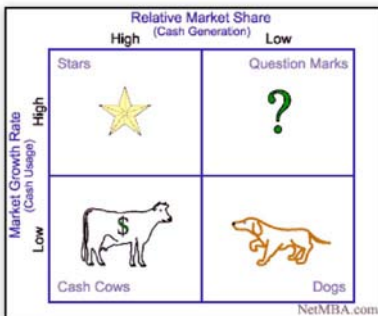 Relative Market Share
(Cash Generation)
High Low
Stars Question Marks
Market Growth Rate
(Cash Usage)
High
Low
?
$
Cash Cows Dogs
NetMBA.com